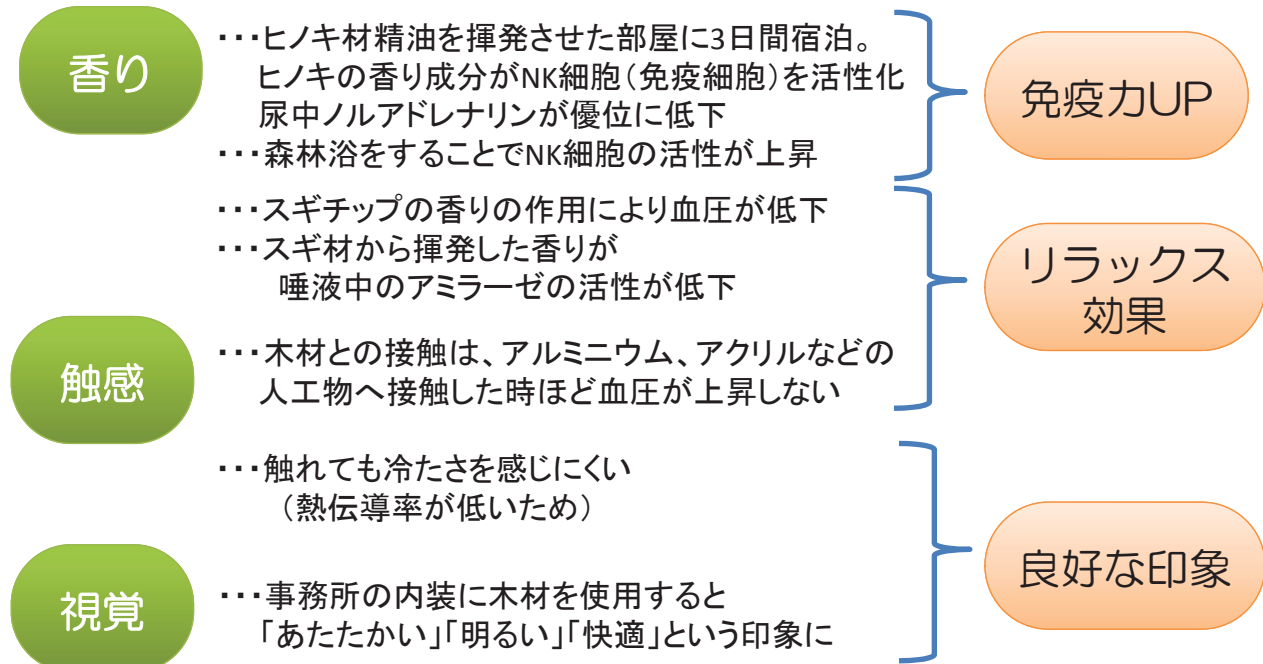 香り
・・・ヒノキ材精油を揮発させた部屋に3日間宿泊。
ヒノキの香り成分がNK細胞（免疫細胞）を活性化
尿中ノルアドレナリンが優位に低下
・・・森林浴をすることでNK細胞の活性が上昇
免疫力UP
・・・スギチップの香りの作用により血圧が低下
・・・スギ材から揮発した香りが
唾液中のアミラーゼの活性が低下
リラックス
効果
触感
・・・木材との接触は、アルミニウム、アクリルなどの
人工物へ接触した時ほど血圧が上昇しない
・・・触れても冷たさを感じにくい
（熱伝導率が低いため）
視覚
・・・事務所の内装に木材を使用すると
「あたたかい」「明るい」「快適」という印象に
良好な印象